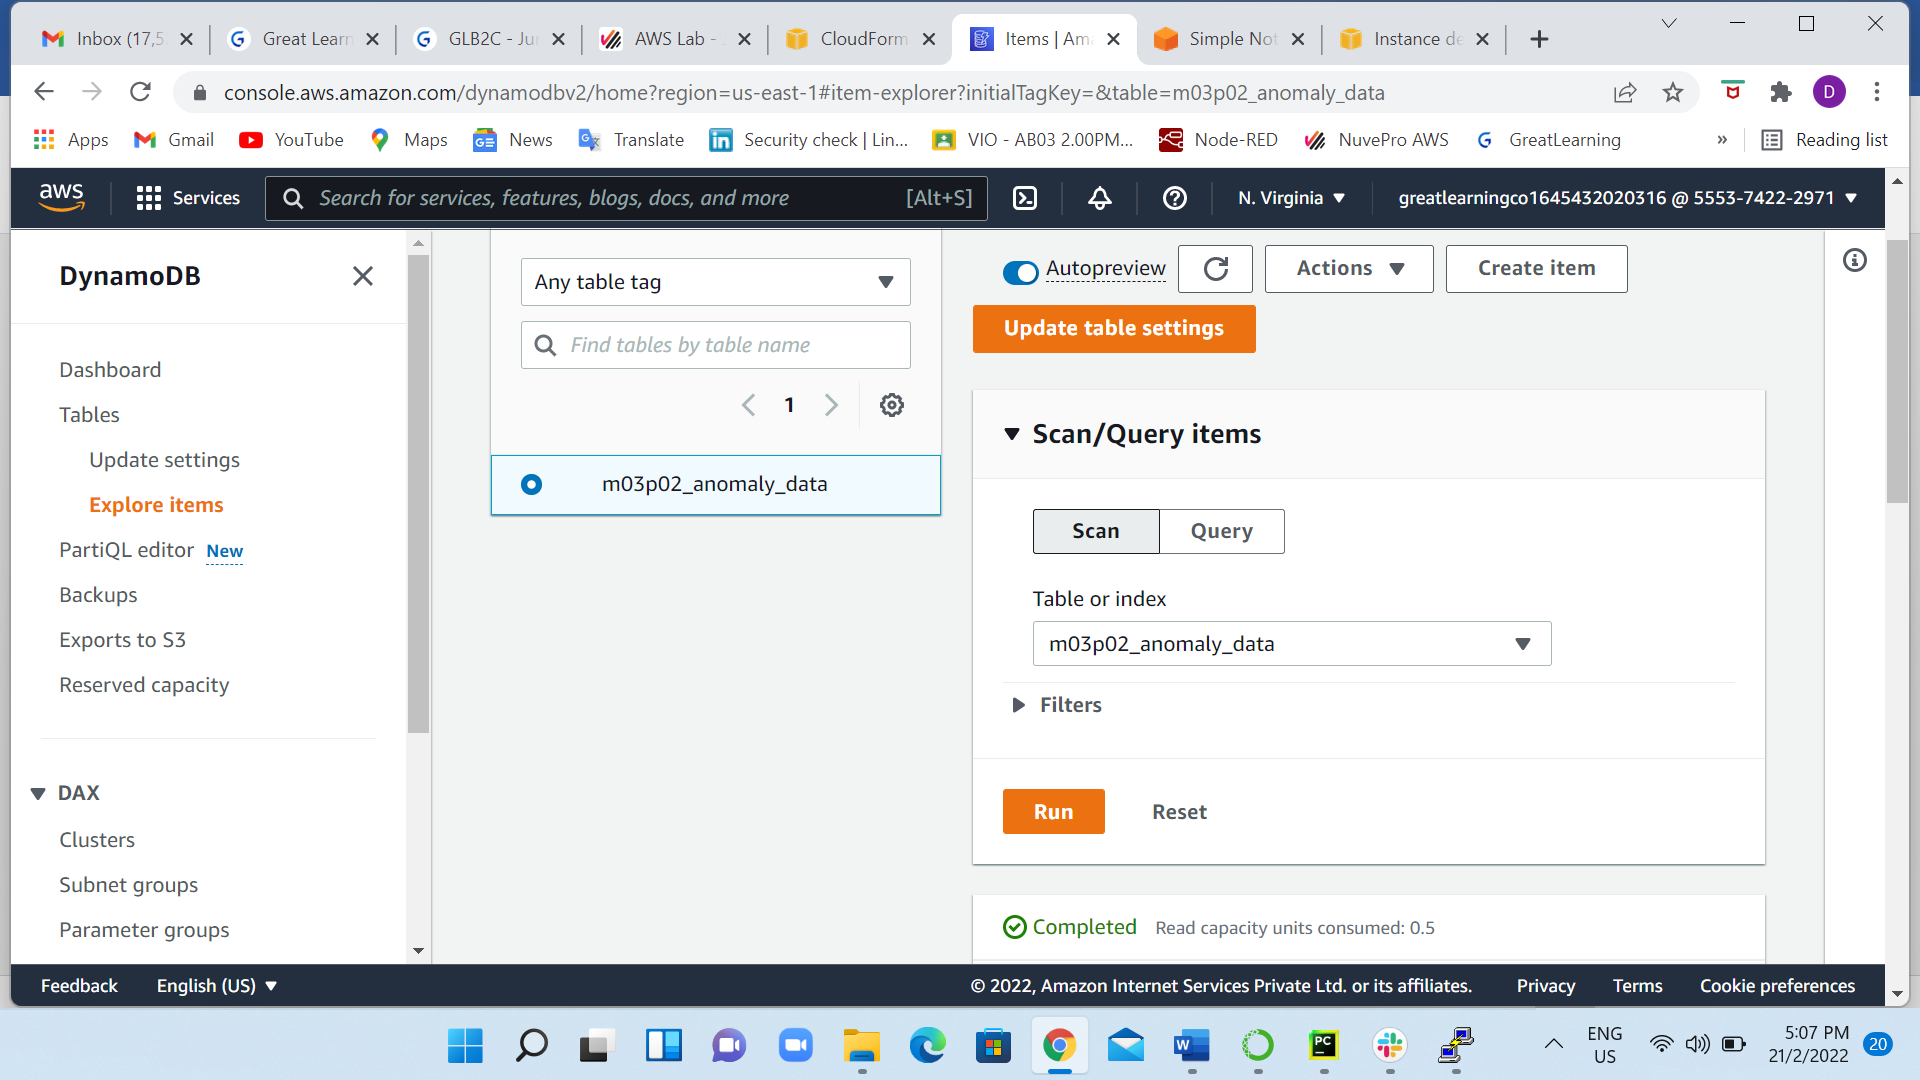 Inbox (17,5
Great Learn
GLB2C - Ju
AWS Lab -
CloudForm
Items | Am
Simple Not
Instance de
console.aws.amazon.com/dynamodbv2/home?region=us-east-1#item-explorer?initialTagKey=&table=m03p02_anomaly_data
D
Apps
Gmail
YouTube
Maps
News
Translate
Security check | Lin...
VIO - AB03 2.00PM...
Node-RED
NuvePro AWS
GreatLearning
»
Reading list
aws
Services
Search for services, features, blogs, docs, and more
[Alt+S]
N. Virginia
greatlearningco1645432020316 @ 5553-7422-2971
DynamoDB
Dashboard
Tables
Update settings
Explore items
PartiQL editor New
Backups
Exports to S3
Reserved capacity
DAX
Clusters
Subnet groups
Parameter groups
Any table tag
Find tables by table name
1
m03p02_anomaly_data
Autopreview
Actions
Create item
Update table settings
Scan/Query items
Scan
Query
Table or index
m03p02_anomaly_data
Filters
Run
Reset
Completed
Read capacity units consumed: 0.5
Feedback
English (US)
© 2022, Amazon Internet Services Private Ltd. or its affiliates.
Privacy
Terms
Cookie preferences
ENG
US
5:07 PM
21/2/2022
20